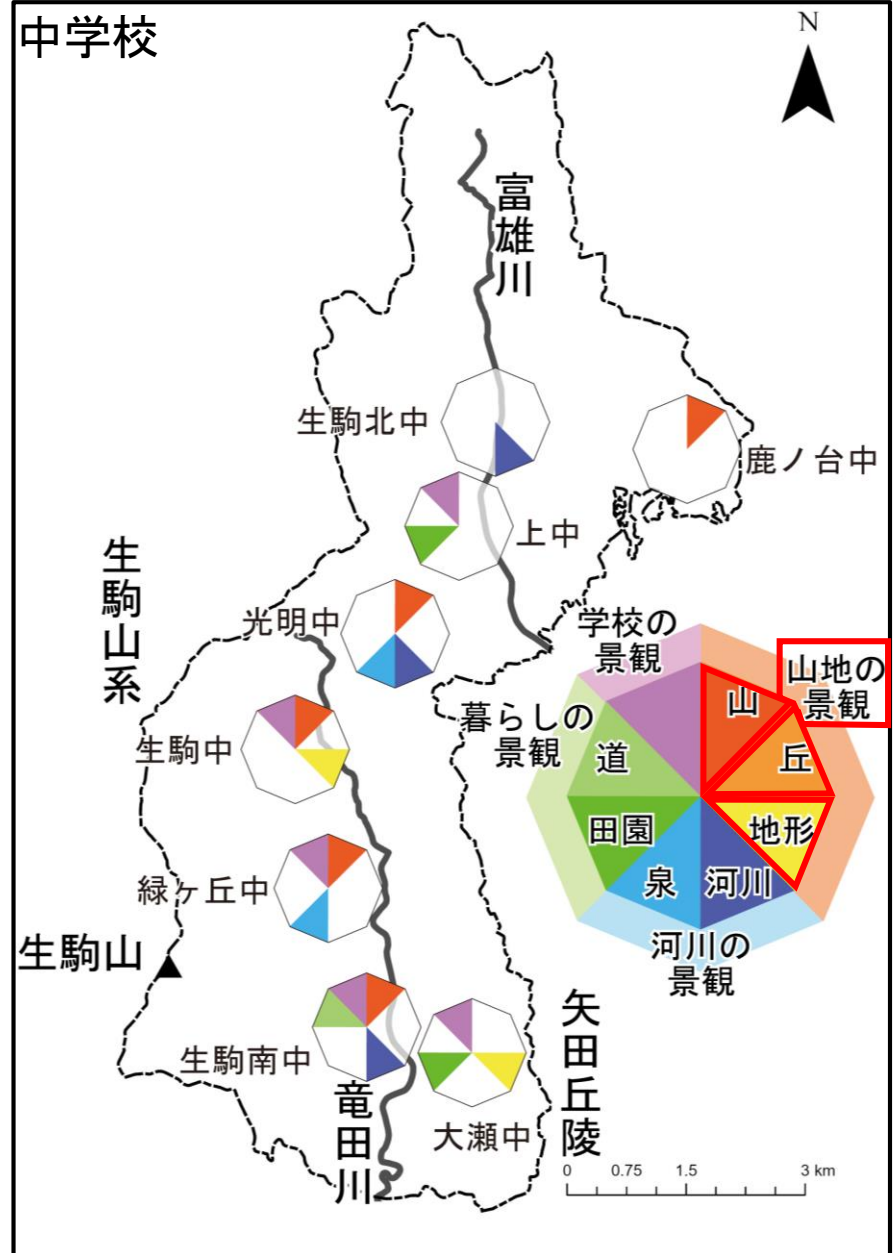 中学校
N
富雄川
生駒北中
鹿ノ台中
上中
生駒山系
光明中
学校の
景観
山地の
景観
山
暮らしの
景観
丘
道
生駒中
田園
地形
泉
河川
緑ヶ丘中
河川の
景観
生駒山
矢田丘陵
生駒南中
竜田川
大瀬中
0 0.75 1.5 3 km